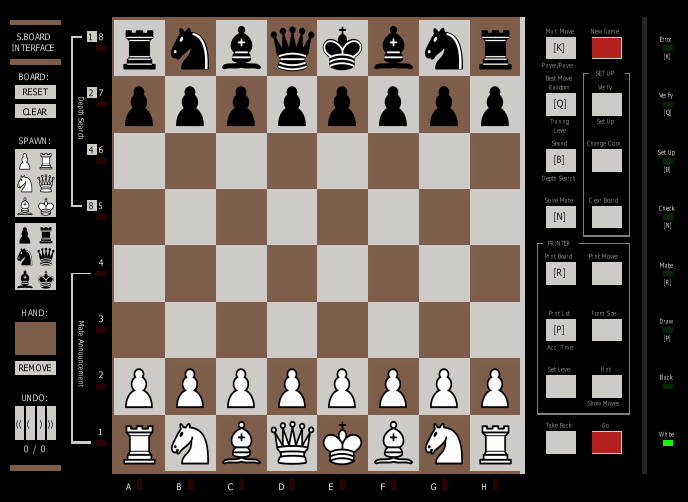 S.BOARD
INTERFACE
BOARD:
RESET
CLEAR
SPAWN:
HAND:
REMOVE
UNDO:
0 / 0
1 8
2 7
4 6
8 5
4
3
2
1
Depth Search
Mate Announcement
A B C D E F G H
New Game
[K]
Player/Player
Best Move
Random
SET UP
Verify
[Q]
Set Up
Training
Level
Sound
Change Color
[B]
Depth Search
Solve Mate
Clear Board
[N]
PRINTER
Print Board
Print Moves
[R]
Print List
Form Size
[P]
Acc. Time
Set Level
Hint
Show Moves
Take Back
Go
Error
[K]
Verify
[Q]
Set Up
[B]
Check
[N]
Mate
[R]
Draw
[P]
Back
White